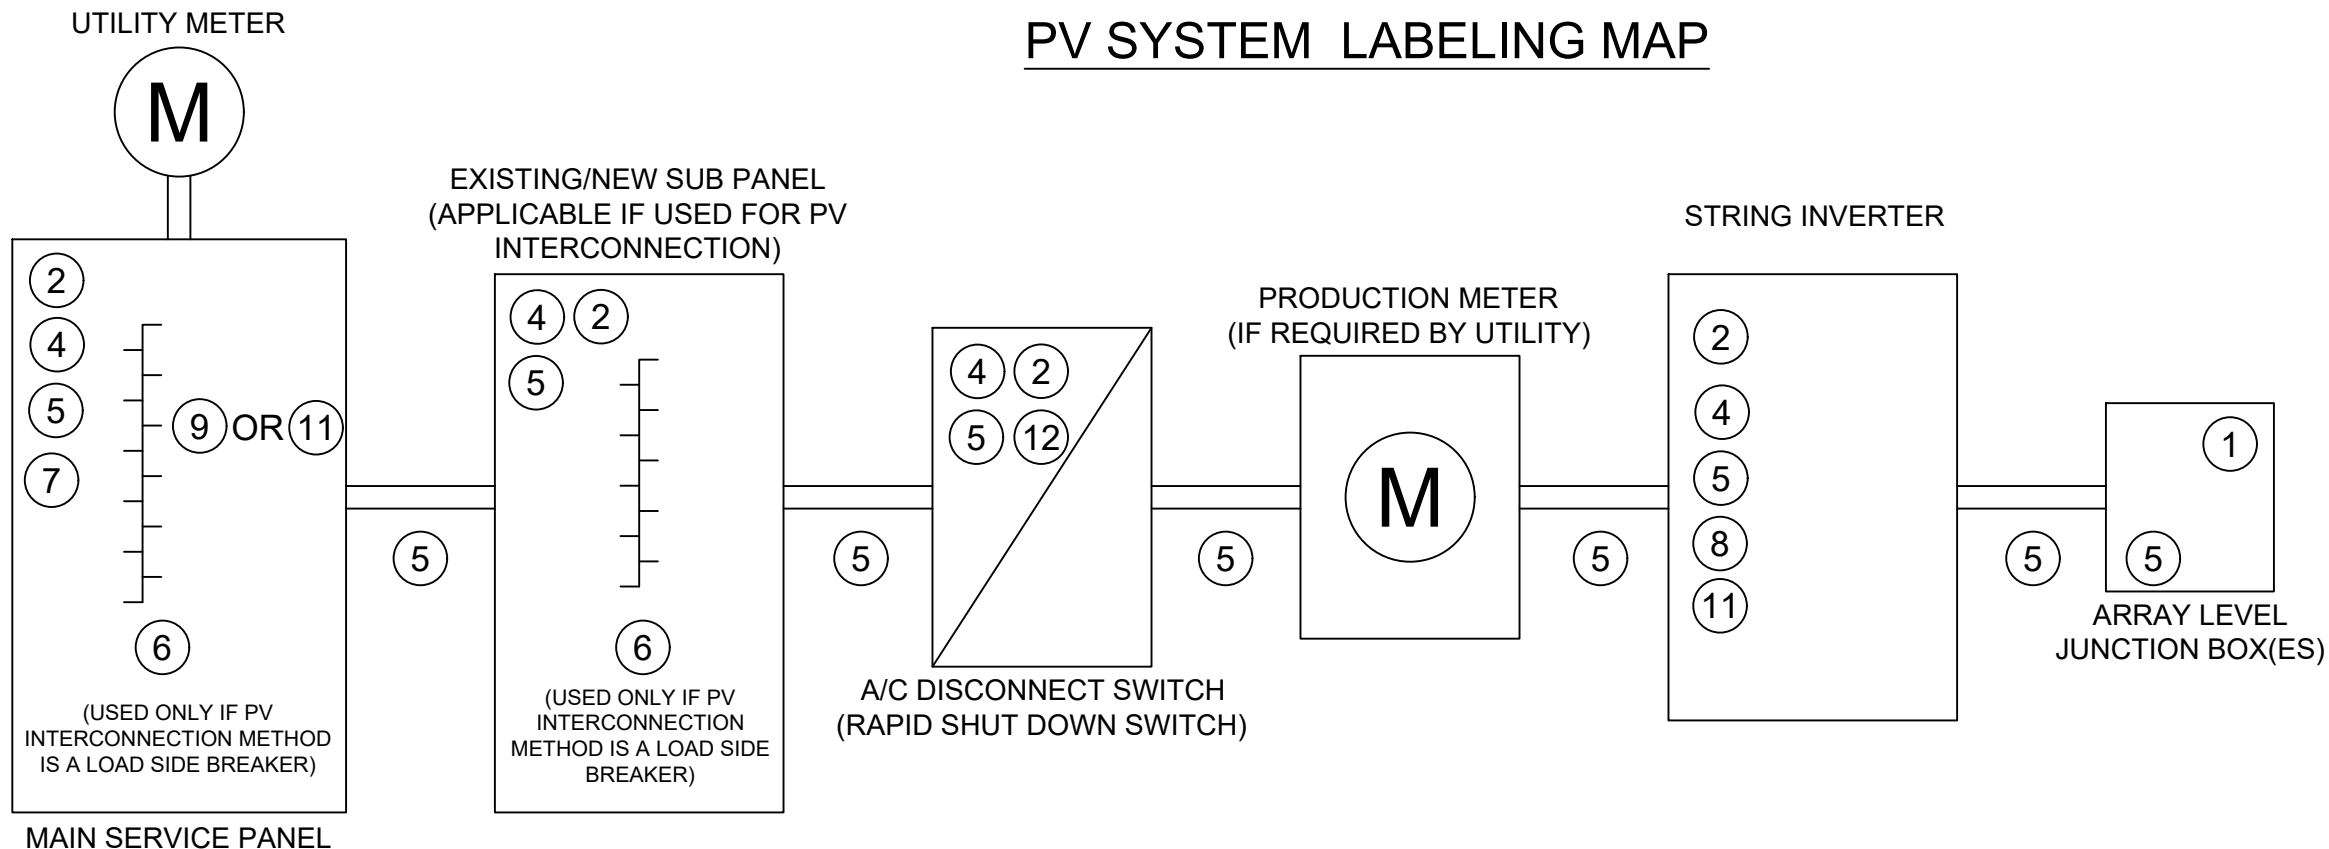 UTILITY METER
PV SYSTEM LABELING MAP
M
EXISTING/NEW SUB PANEL
(APPLICABLE IF USED FOR PV
INTERCONNECTION)
STRING INVERTER
PRODUCTION METER
(IF REQUIRED BY UTILITY)
2
4
5
7
9 OR 11
6
(USED ONLY IF PV
INTERCONNECTION METHOD
IS A LOAD SIDE BREAKER)
MAIN SERVICE PANEL
5
4 2
5
6
(USED ONLY IF PV
INTERCONNECTION
METHOD IS A LOAD SIDE
BREAKER)
5
4 2
5 12
A/C DISCONNECT SWITCH
(RAPID SHUT DOWN SWITCH)
5
M
5
2
4
5
8
11
5
1
5
ARRAY LEVEL
JUNCTION BOX(ES)